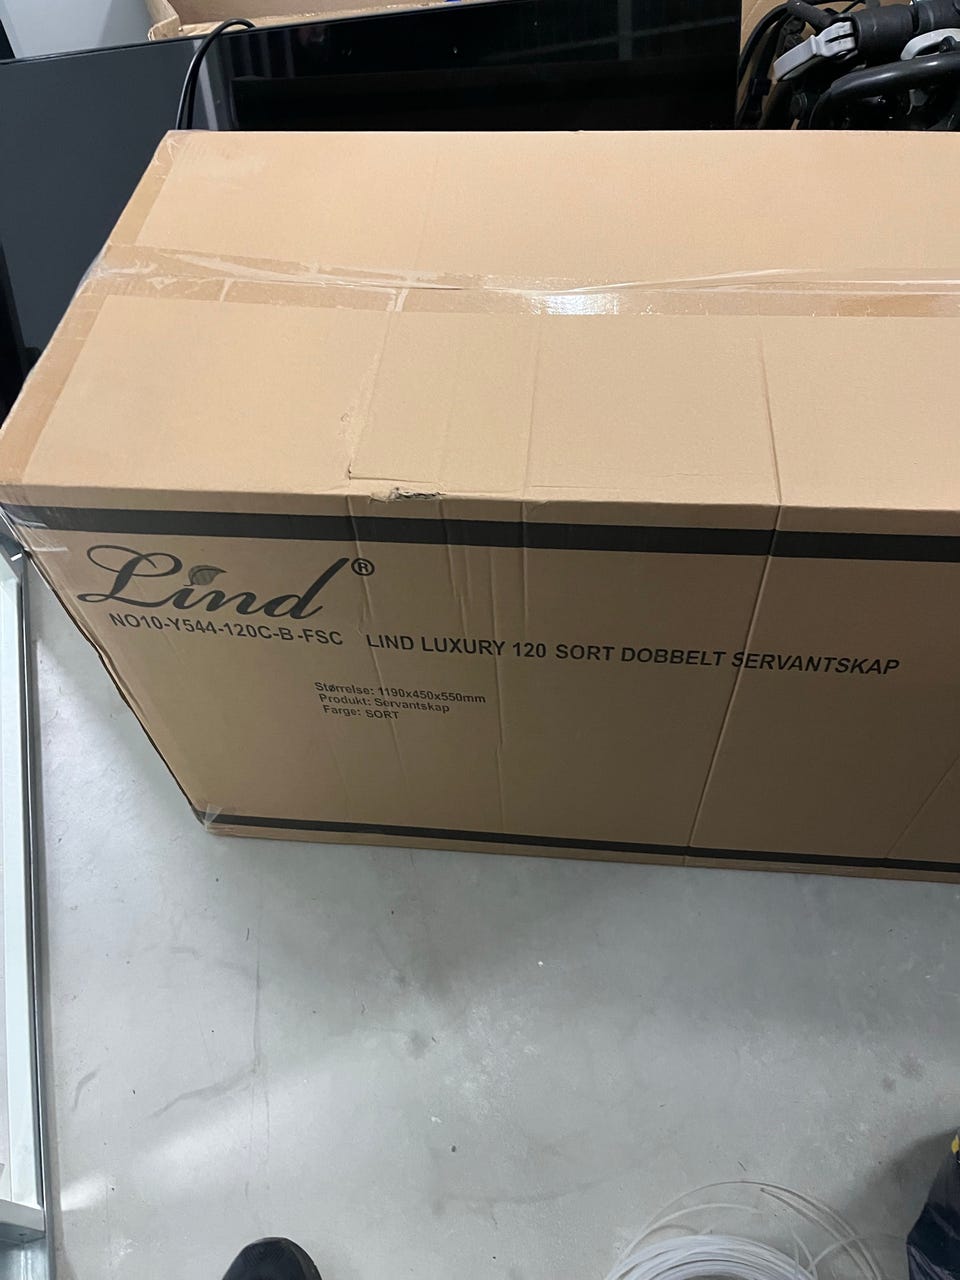 Lind®
NO10-Y544-120C-B-FSC LIND LUXURY 120 SORT DOBBELT SERVANTSKAP
Størrelse: 1190x450x550mm
Produkt: Servantskap
Farge: SORT